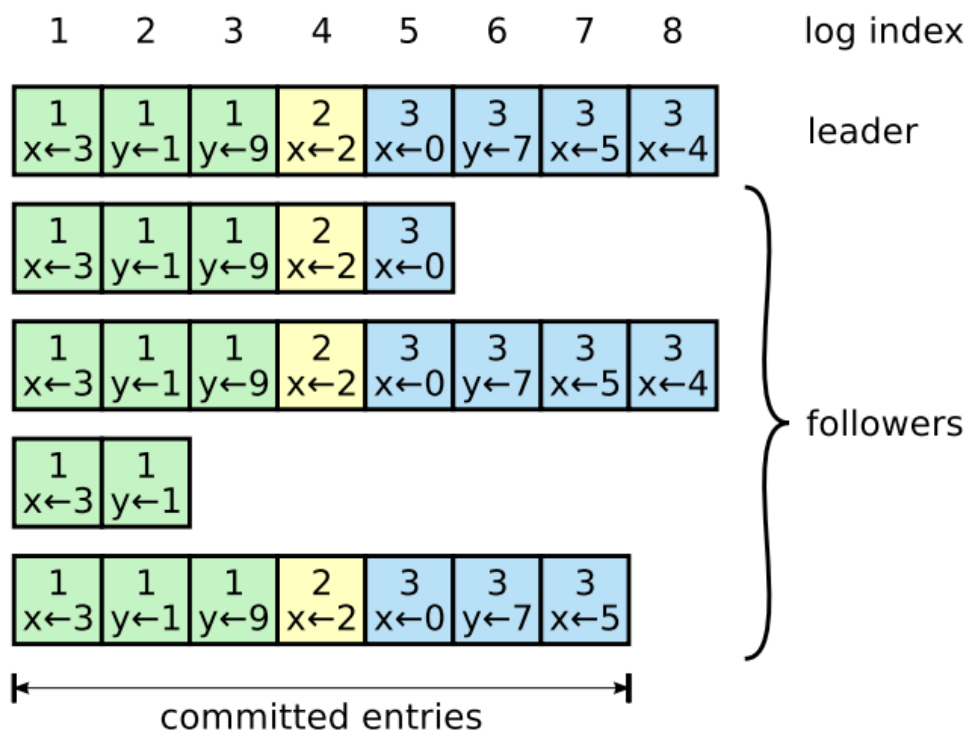 1 2 3 4 5 6 7 8 log index
1 1 1 2 3 3 3 3
x←3 y←1 y←9 x←2 x←0 y←7 x←5 x←4
leader
1 1 1 2 3
x←3 y←1 y←9 x←2 x←0
1 1 1 2 3 3 3 3
x←3 y←1 y←9 x←2 x←0 y←7 x←5 x←4
followers
1 1
x←3 y←1
1 1 1 2 3 3 3
x←3 y←1 y←9 x←2 x←0 y←7 x←5
committed entries